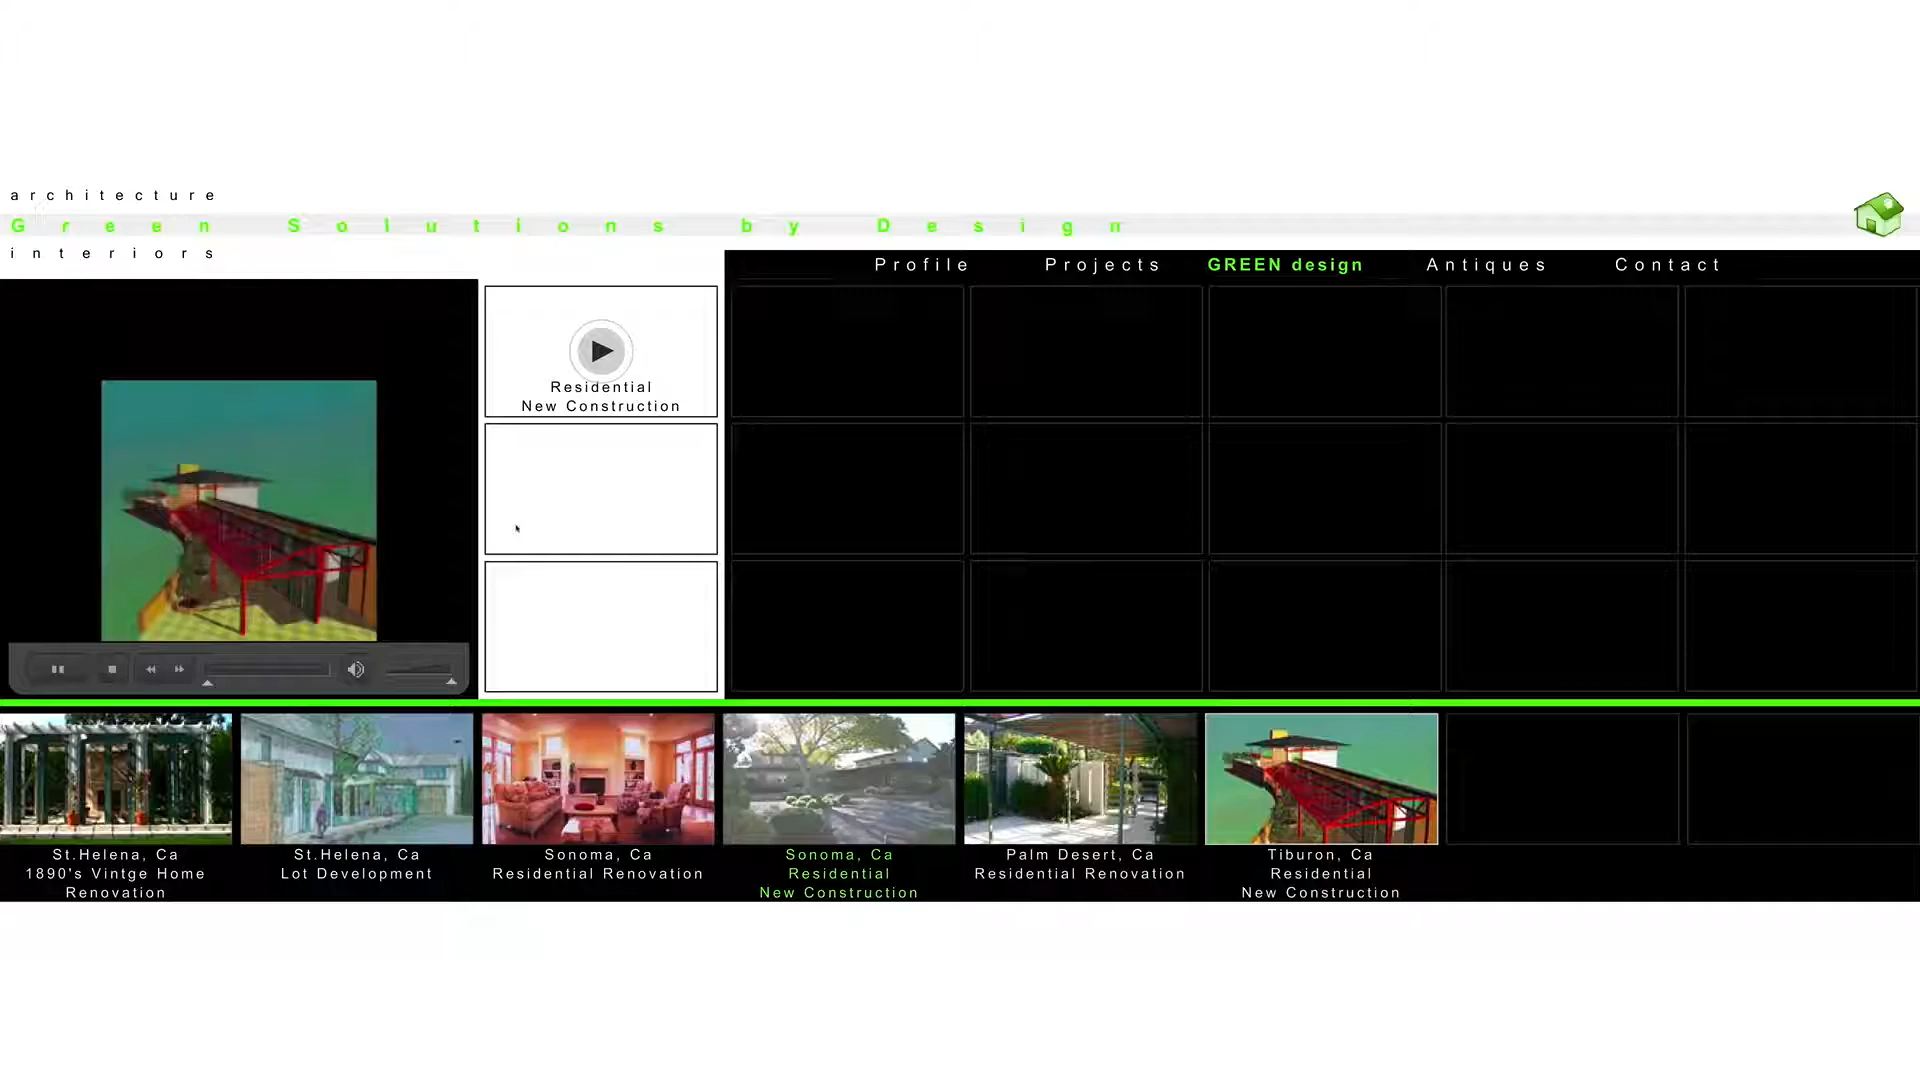 architecture
Green Solutions by Design
interiors
Profile Projects GREEN design Antiques Contact
Residential
New Construction
St.Helena, Ca
1890's Vintge Home
Renovation
St.Helena, Ca
Lot Development
Sonoma, Ca
Residential Renovation
Sonoma, Ca
Residential
New Construction
Palm Desert, Ca
Residential Renovation
Tiburon, Ca
Residential
New Construction